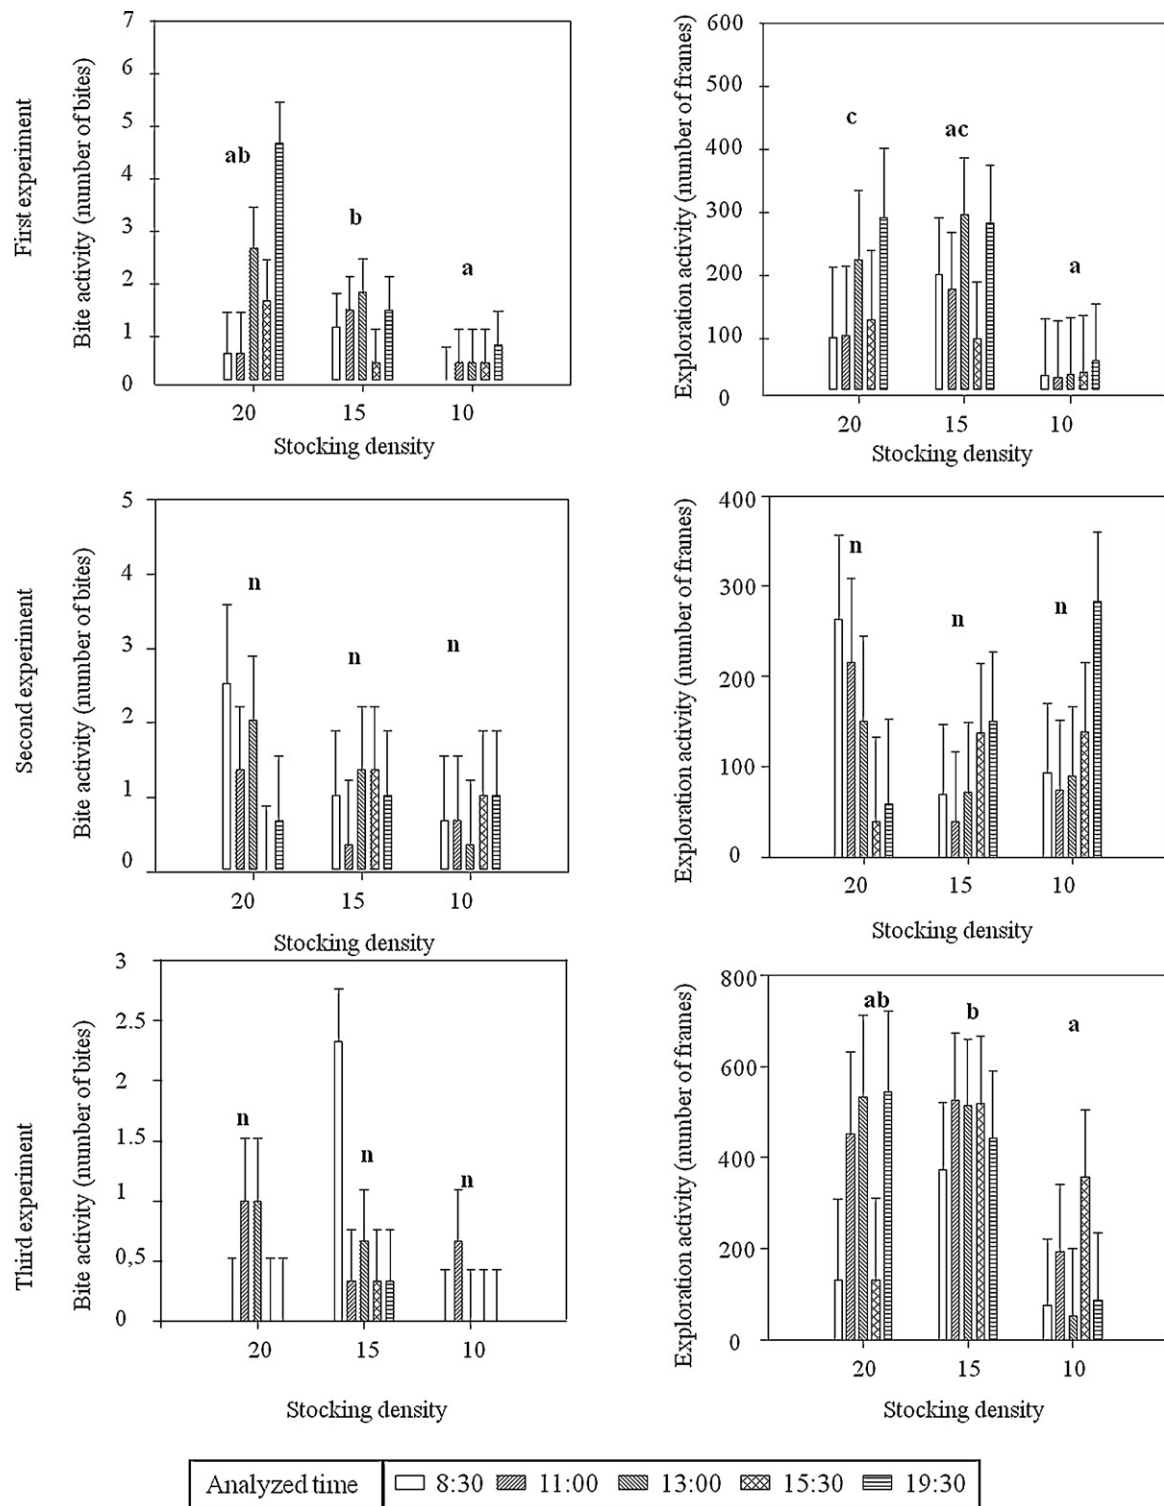 First experiment
Bite activity (number of bites)
7
6
5
4
3
2
1
0
ab
b
a
20 15 10
Stocking density
Exploration activity (number of frames)
600
500
400
300
200
100
0
c
ac
a
20 15 10
Stocking density
Second experiment
Bite activity (number of bites)
5
4
3
2
1
0
n
n
n
20 15 10
Stocking density
Exploration activity (number of frames)
400
300
200
100
0
n
n
n
20 15 10
Stocking density
Third experiment
Bite activity (number of bites)
3
2.5
2
1.5
1
0,5
0
n
n
n
20 15 10
Stocking density
Exploration activity (number of frames)
800
600
400
200
0
ab
b
a
20 15 10
Stocking density
Analyzed time 8:30 11:00 13:00 15:30 19:30